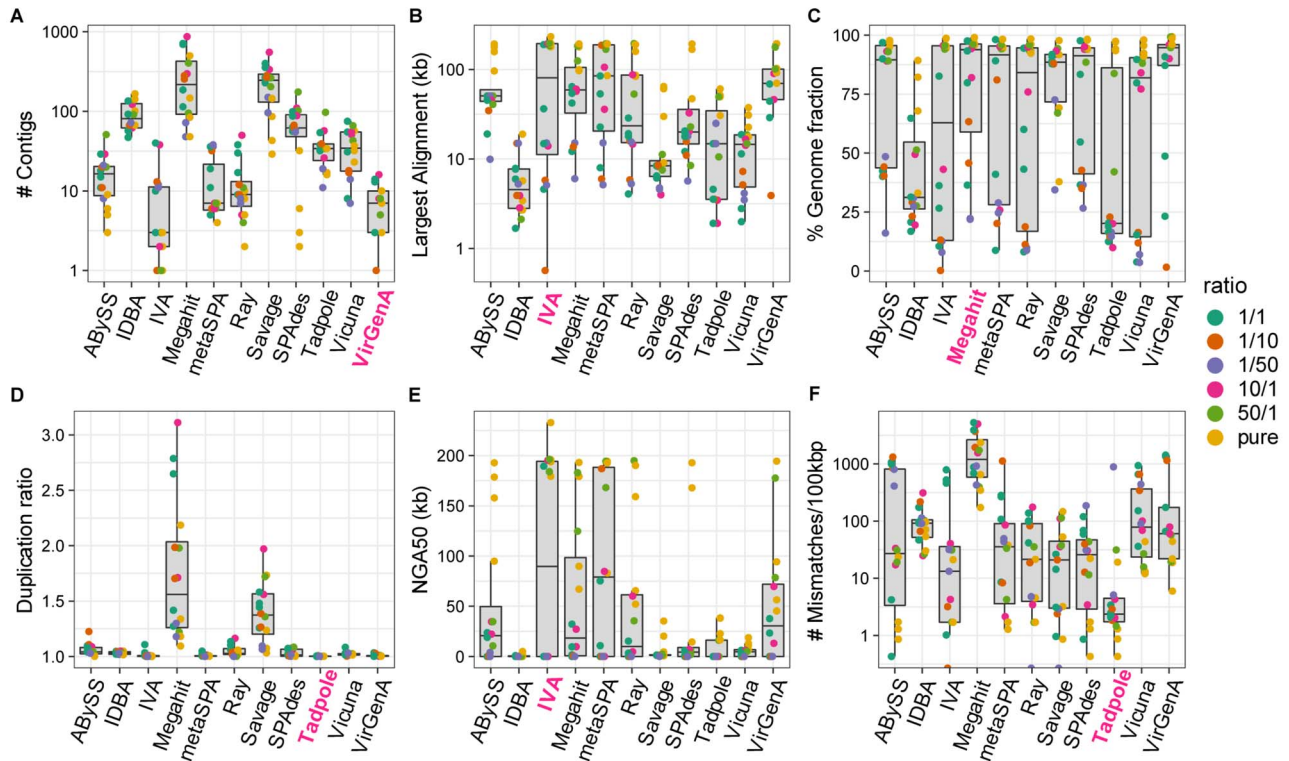 A
# Contigs
1000
100
10
1
ABySS
IDBA
IVA
Megahit
metaSPA
Ray
Savage
SPAdes
Tadpole
Vicuna
VirGenA
B
Largest Alignment (kb)
100
10
1
ABySS
IDBA
IVA
Megahit
metaSPA
Ray
Savage
SPAdes
Tadpole
Vicuna
VirGenA
C
% Genome fraction
100
75
50
25
0
ABySS
IDBA
IVA
Megahit
metaSPA
Ray
Savage
SPAdes
Tadpole
Vicuna
VirGenA
ratio
1/1
1/10
1/50
10/1
50/1
pure
D
Duplication ratio
3.0
2.5
2.0
1.5
1.0
ABySS
IDBA
IVA
Megahit
metaSPA
Ray
Savage
SPAdes
Tadpole
Vicuna
VirGenA
E
NGA50 (kb)
200
150
100
50
0
ABySS
IDBA
IVA
Megahit
metaSPA
Ray
Savage
SPAdes
Tadpole
Vicuna
VirGenA
F
# Mismatches/100kbp
1000
100
10
1
ABySS
IDBA
IVA
Megahit
metaSPA
Ray
Savage
SPAdes
Tadpole
Vicuna
VirGenA